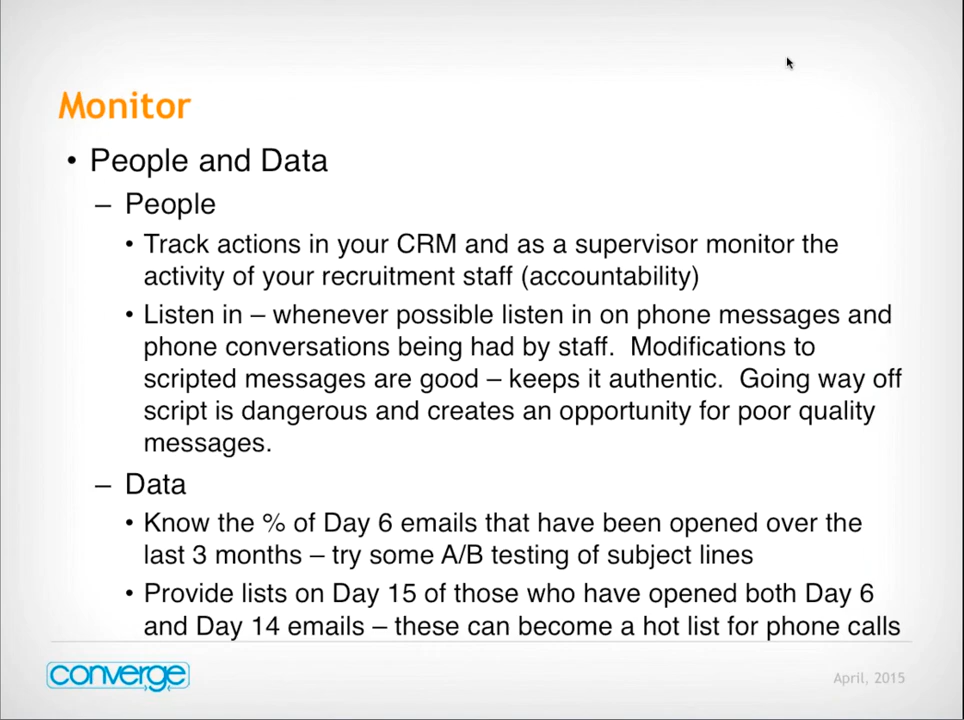 Monitor
• People and Data
– People
• Track actions in your CRM and as a supervisor monitor the
activity of your recruitment staff (accountability)
• Listen in – whenever possible listen in on phone messages and
phone conversations being had by staff.  Modifications to
scripted messages are good – keeps it authentic.  Going way off
script is dangerous and creates an opportunity for poor quality
messages.
– Data
• Know the % of Day 6 emails that have been opened over the
last 3 months – try some A/B testing of subject lines
• Provide lists on Day 15 of those who have opened both Day 6
and Day 14 emails – these can become a hot list for phone calls
converge
April, 2015